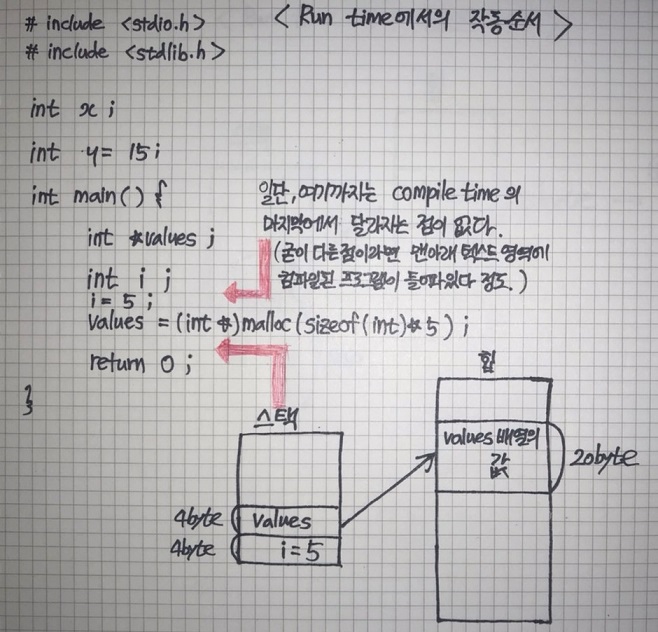 < Run time에서의 작동순서 >
# include <stdio.h>
# include <stdlib.h>
int x ;
int y = 15 ;
int main() {
일단, 여기까지는 compile time의
마지막에서 달라지는 점이 없다.
(굳이 다른점이라면 맨아래 텍스트 영역에
컴파일된 프로그램이 들어와있다 정도.)
int *values ;
int i ;
i = 5 ;
values = (int *)malloc(sizeof(int)*5) ;
return 0 ;
}
스택
힙
values 배열의
값
20byte
4byte
values
4byte
i = 5